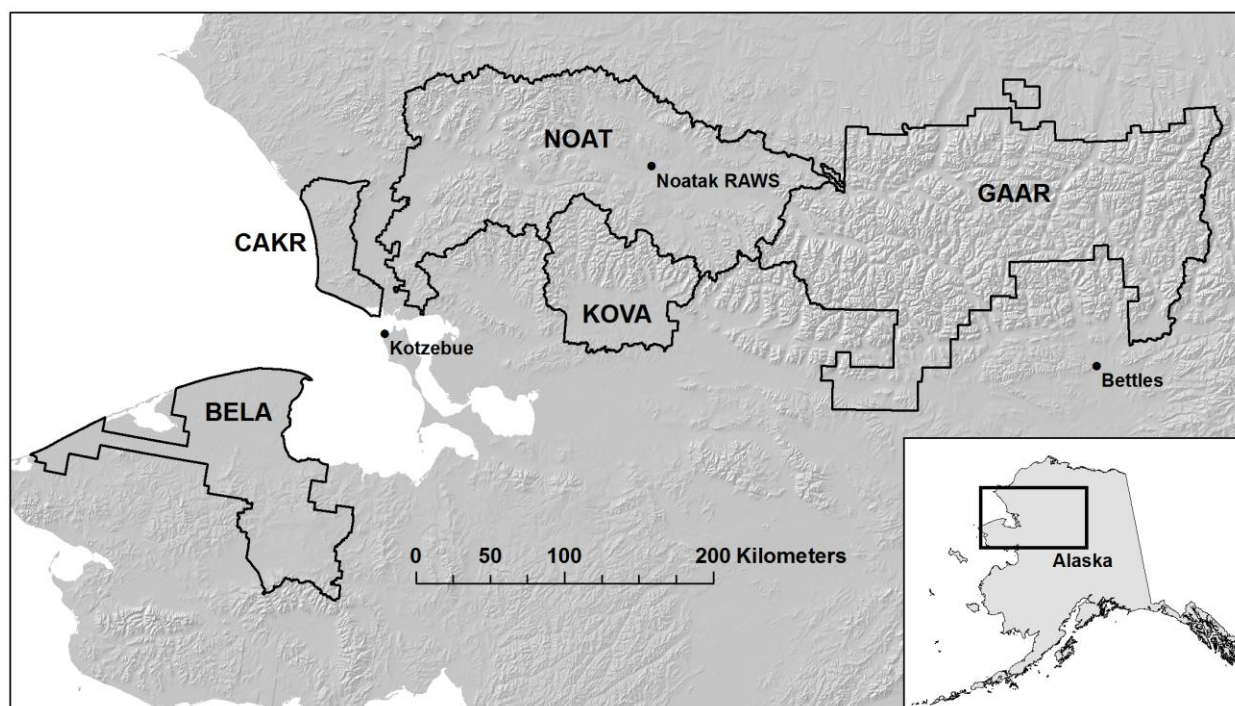 NOAT
Noatak RAWS
GAAR
CAKR
KOVA
Kotzebue
Bettles
BELA
0 50 100 200 Kilometers
Alaska